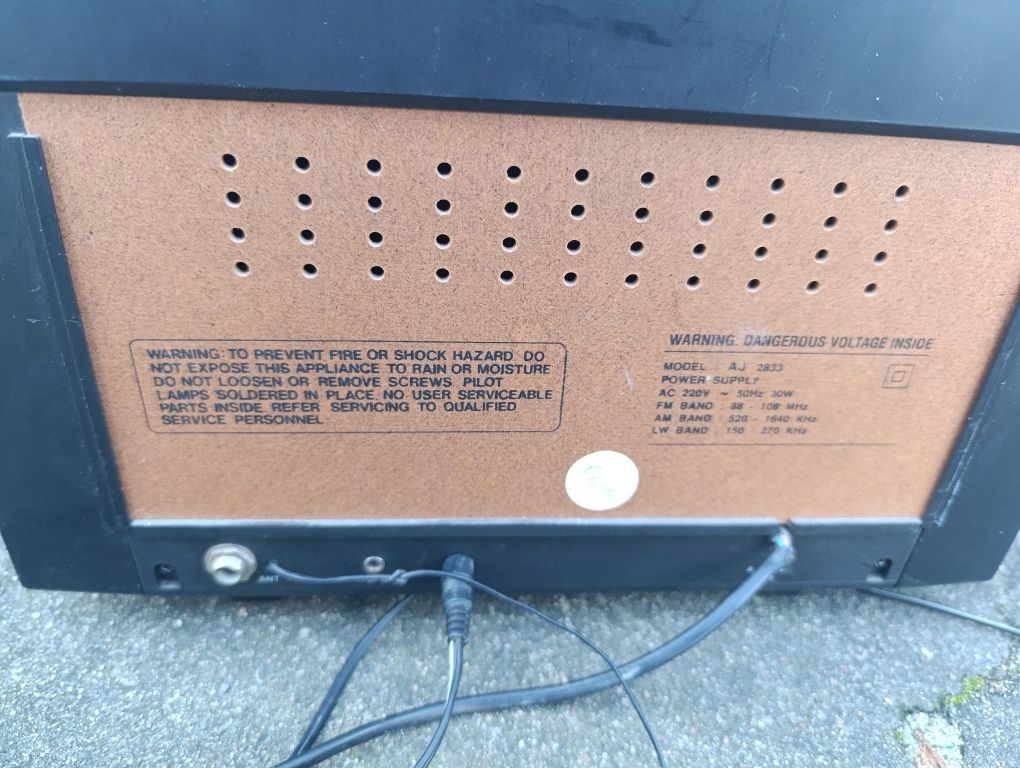 WARNING: TO PREVENT FIRE OR SHOCK HAZARD DO
NOT EXPOSE THIS APPLIANCE TO RAIN OR MOISTURE
DO NOT LOOSEN OR REMOVE SCREWS. PILOT
LAMPS SOLDERED IN PLACE. NO USER SERVICEABLE
PARTS INSIDE. REFER SERVICING TO QUALIFIED
SERVICE PERSONNEL
WARNING: DANGEROUS VOLTAGE INSIDE
MODEL : AJ 2833
POWER SUPPLY
AC 220V ~ 50Hz 30W
FM BAND : 88 - 108 MHz
AM BAND : 520 - 1640 KHz
LW BAND : 150 - 270 KHz
ANT